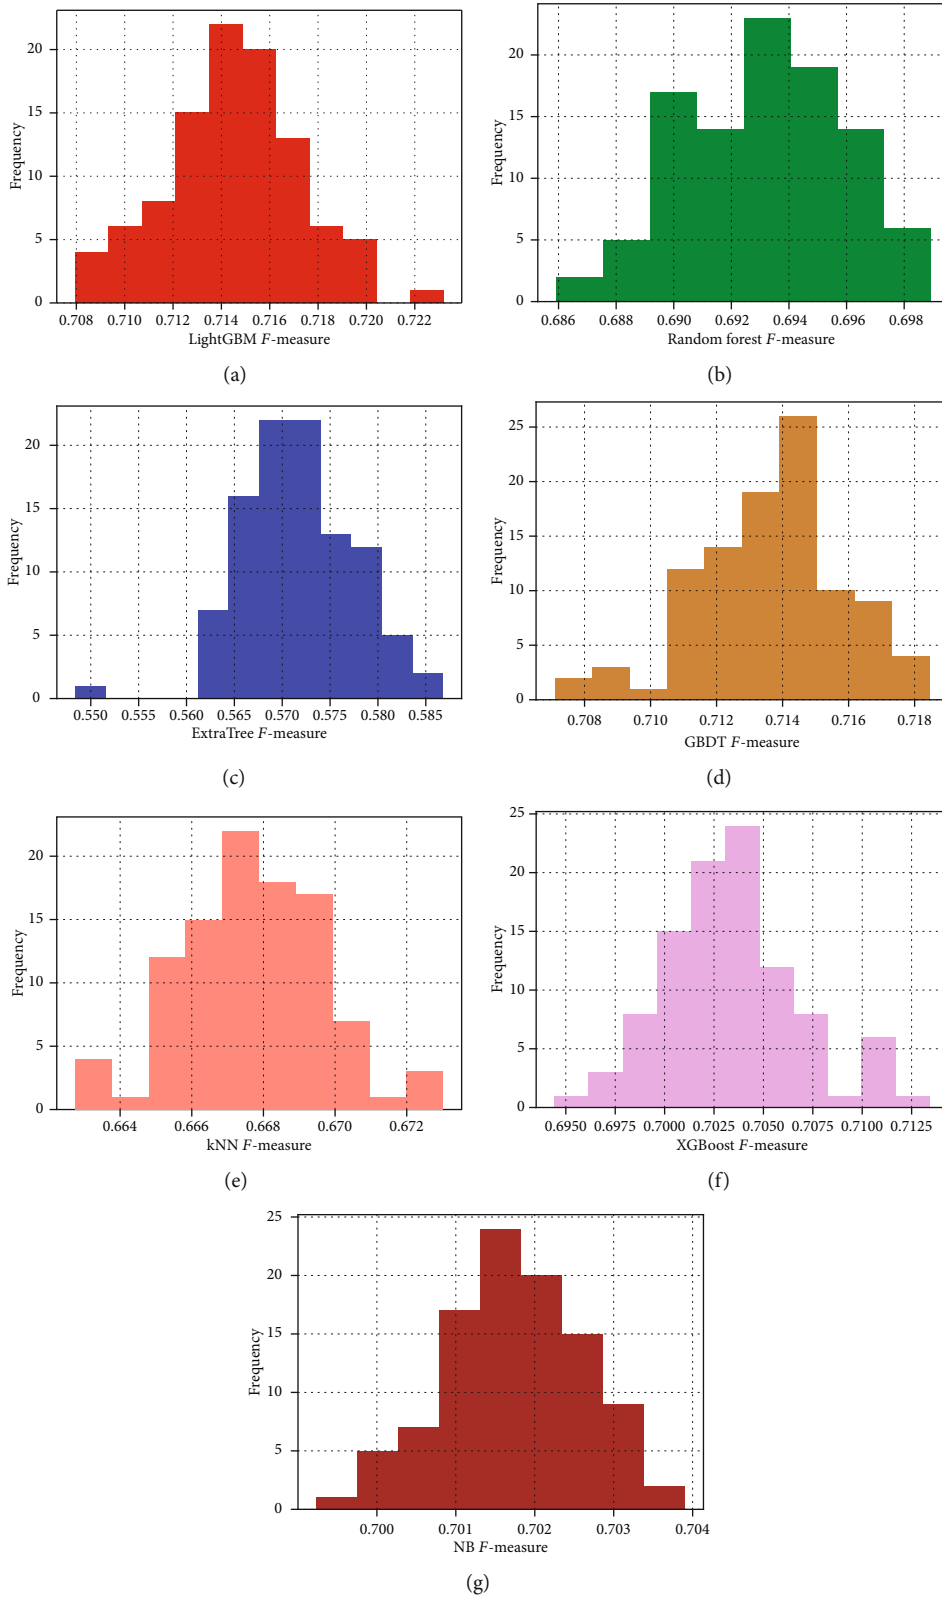 20
15
10
5
0
Frequency
0.708 0.710 0.712 0.714 0.716 0.718 0.720 0.722
LightGBM F-measure
(a)
20
15
10
5
0
Frequency
0.686 0.688 0.690 0.692 0.694 0.696 0.698
Random forest F-measure
(b)
20
15
10
5
0
Frequency
0.550 0.555 0.560 0.565 0.570 0.575 0.580 0.585
ExtraTree F-measure
(c)
25
20
15
10
5
0
Frequency
0.708 0.710 0.712 0.714 0.716 0.718
GBDT F-measure
(d)
20
15
10
5
0
Frequency
0.664 0.666 0.668 0.670 0.672
kNN F-measure
(e)
25
20
15
10
5
0
Frequency
0.6950 0.6975 0.7000 0.7025 0.7050 0.7075 0.7100 0.7125
XGBoost F-measure
(f)
25
20
15
10
5
0
Frequency
0.700 0.701 0.702 0.703 0.704
NB F-measure
(g)